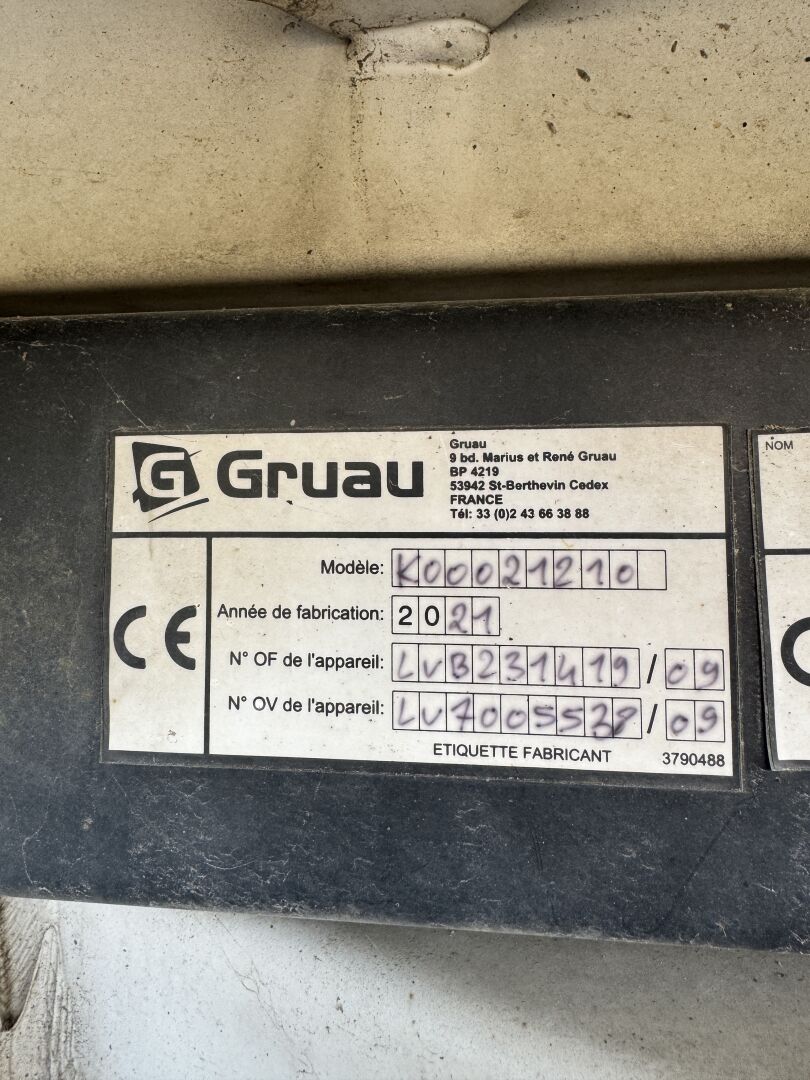 Gruau
Gruau
9 bd. Marius et René Gruau
BP 4219
53942 St-Berthevin Cedex
FRANCE
Tél: 33 (0)2 43 66 38 88
CE
Modèle: K00021210
Année de fabrication: 2021
N° OF de l'appareil: LVB231419/09
N° OV de l'appareil: LV7005538/09
ETIQUETTE FABRICANT 3790488
NOM